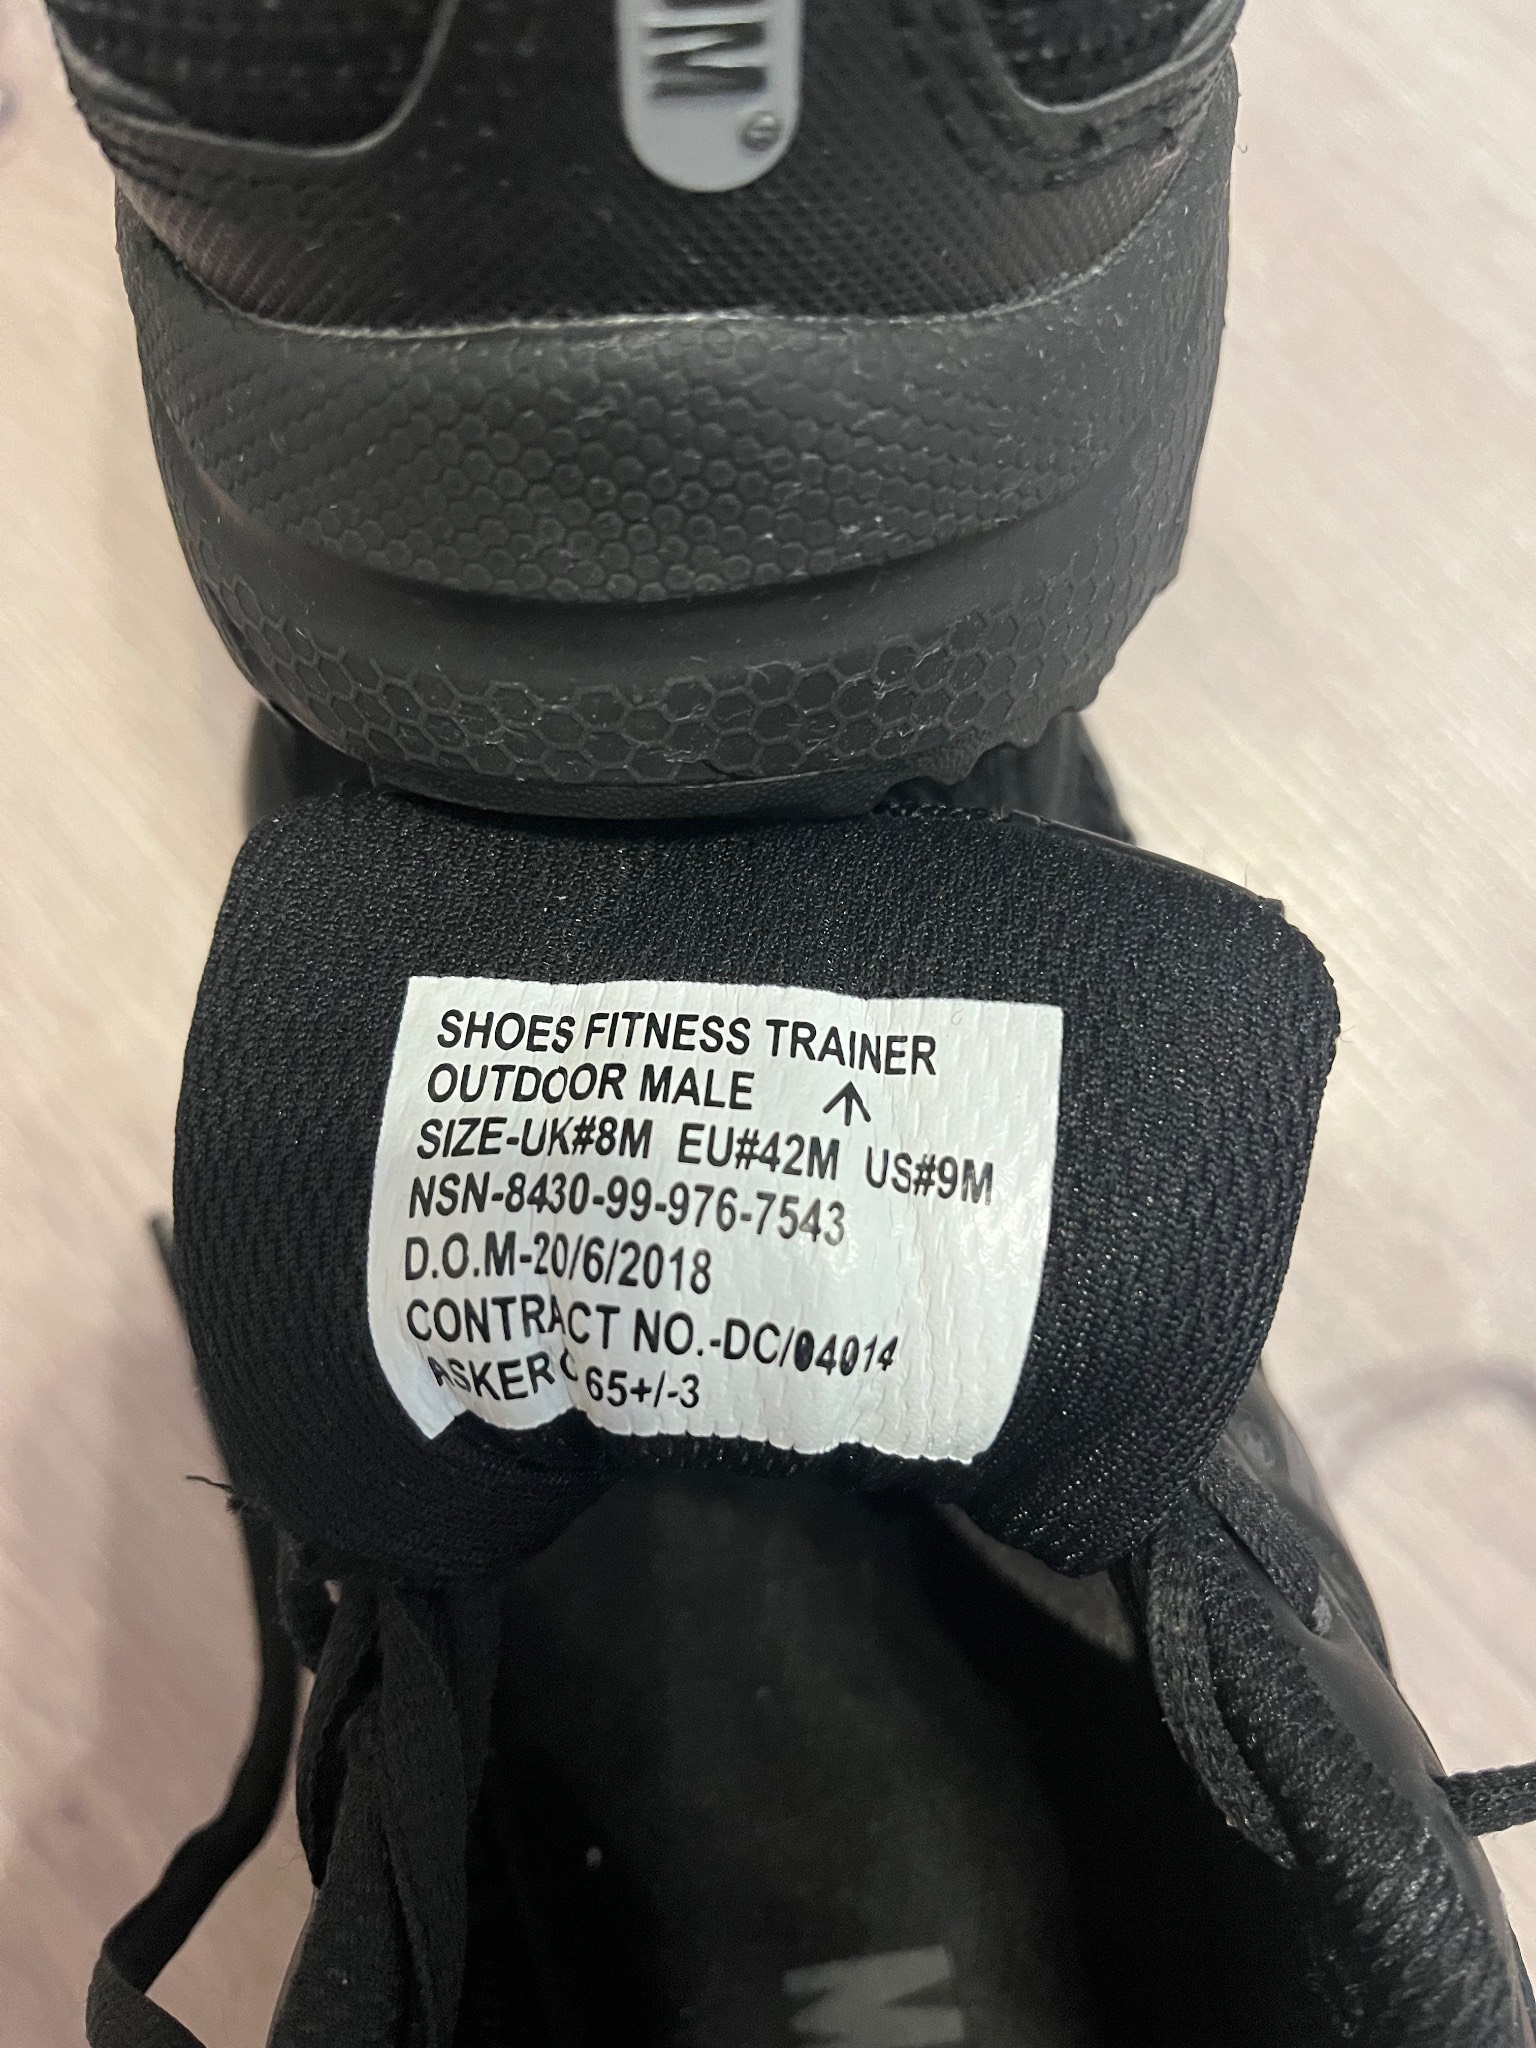 SHOES FITNESS TRAINER
OUTDOOR MALE
SIZE-UK#8M EU#42M US#9M
NSN-8430-99-976-7543
D.O.M-20/6/2018
CONTRACT NO.-DC/04014
ASKER C 65+/-3